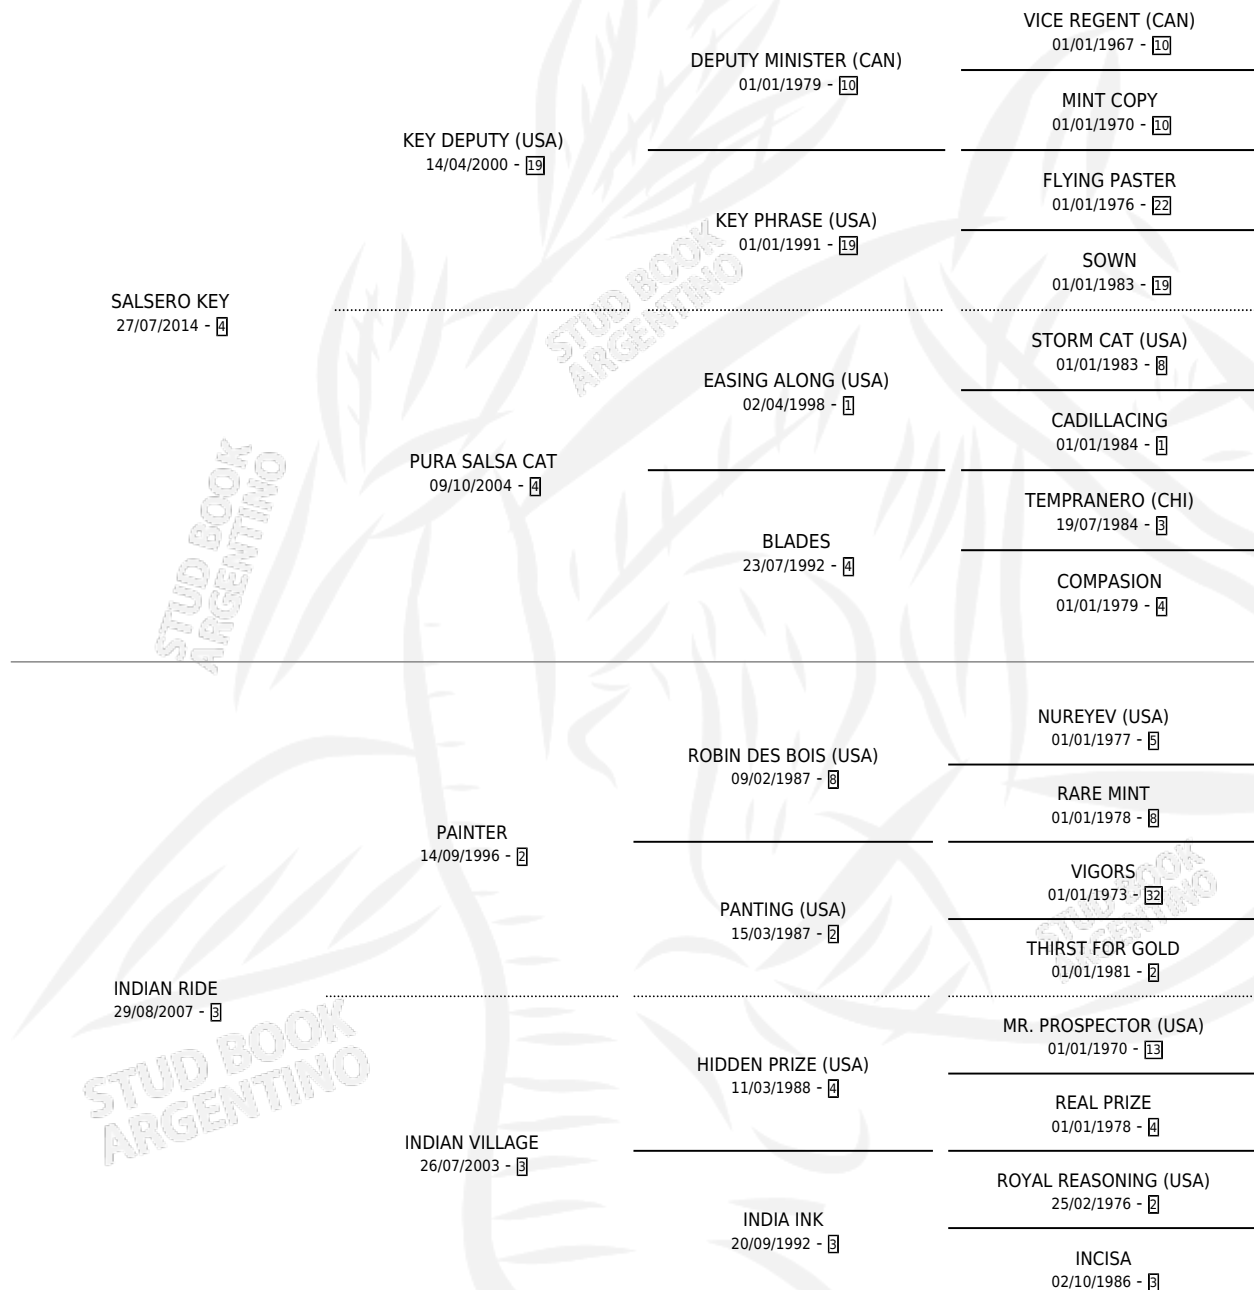 VICE REGENT (CAN)
01/01/1967 - 10
DEPUTY MINISTER (CAN)
01/01/1979 - 10
MINT COPY
01/01/1970 - 10
KEY DEPUTY (USA)
14/04/2000 - 19
FLYING PASTER
01/01/1976 - 22
KEY PHRASE (USA)
01/01/1991 - 19
SOWN
01/01/1983 - 19
SALSERO KEY
27/07/2014 - 4
STORM CAT (USA)
01/01/1983 - 8
EASING ALONG (USA)
02/04/1998 - 1
CADILLACING
01/01/1984 - 1
PURA SALSA CAT
09/10/2004 - 4
TEMPRANERO (CHI)
19/07/1984 - 3
BLADES
23/07/1992 - 4
COMPASION
01/01/1979 - 4
NUREYEV (USA)
01/01/1977 - 5
ROBIN DES BOIS (USA)
09/02/1987 - 8
RARE MINT
01/01/1978 - 8
PAINTER
14/09/1996 - 2
VIGORS
01/01/1973 - 32
PANTING (USA)
15/03/1987 - 2
THIRST FOR GOLD
01/01/1981 - 2
INDIAN RIDE
29/08/2007 - 3
MR. PROSPECTOR (USA)
01/01/1970 - 13
HIDDEN PRIZE (USA)
11/03/1988 - 4
REAL PRIZE
01/01/1978 - 4
INDIAN VILLAGE
26/07/2003 - 3
ROYAL REASONING (USA)
25/02/1976 - 2
INDIA INK
20/09/1992 - 3
INCISA
02/10/1986 - 3
STUD BOOK
ARGENTINO
STUD BOOK
ARGENTINO
STUD BOOK
ARGENTINO
STUD BOOK
ARGENTINO